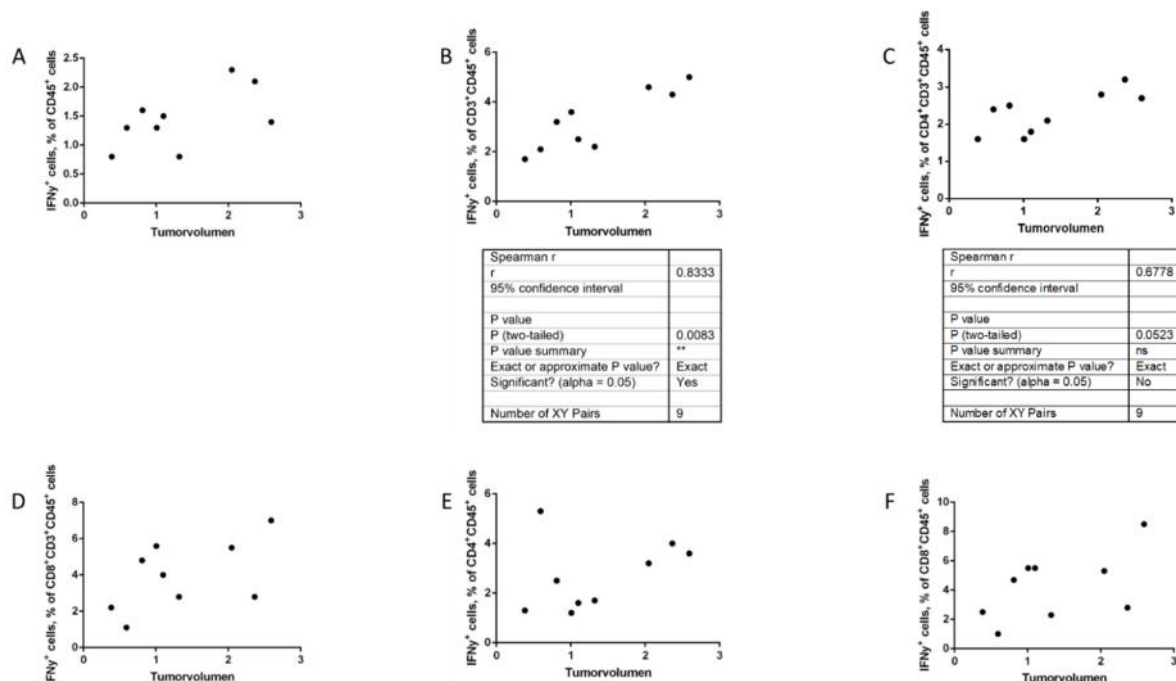 A
IFNy⁺ cells, % of CD45⁺ cells
2.5
2.0
1.5
1.0
0.5
0.0
0 1 2 3
Tumorvolumen
B
IFNy⁺ cells, % of CD3⁺CD45⁺ cells
6
4
2
0
0 1 2 3
Tumorvolumen
Spearman r
r 0.8333
95% confidence interval
P value
P (two-tailed) 0.0083
P value summary **
Exact or approximate P value? Exact
Significant? (alpha = 0.05) Yes
Number of XY Pairs 9
C
IFNy⁺ cells, % of CD4⁺CD3⁺CD45⁺ cells
4
3
2
1
0
0 1 2 3
Tumorvolumen
Spearman r
r 0.6778
95% confidence interval
P value
P (two-tailed) 0.0523
P value summary ns
Exact or approximate P value? Exact
Significant? (alpha = 0.05) No
Number of XY Pairs 9
D
IFNy⁺ cells, % of CD8⁺CD3⁺CD45⁺ cells
8
6
4
2
0
0 1 2 3
Tumorvolumen
E
IFNy⁺ cells, % of CD4⁺CD45⁺ cells
6
4
2
0
0 1 2 3
Tumorvolumen
F
IFNy⁺ cells, % of CD8⁺CD45⁺ cells
10
8
6
4
2
0
0 1 2 3
Tumorvolumen